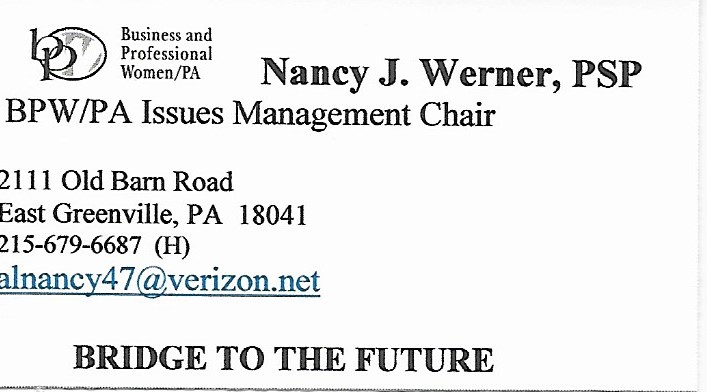 bpw
Business and
Professional
Women/PA
Nancy J. Werner, PSP
BPW/PA Issues Management Chair
2111 Old Barn Road
East Greenville, PA 18041
215-679-6687 (H)
alnancy47@verizon.net
BRIDGE TO THE FUTURE